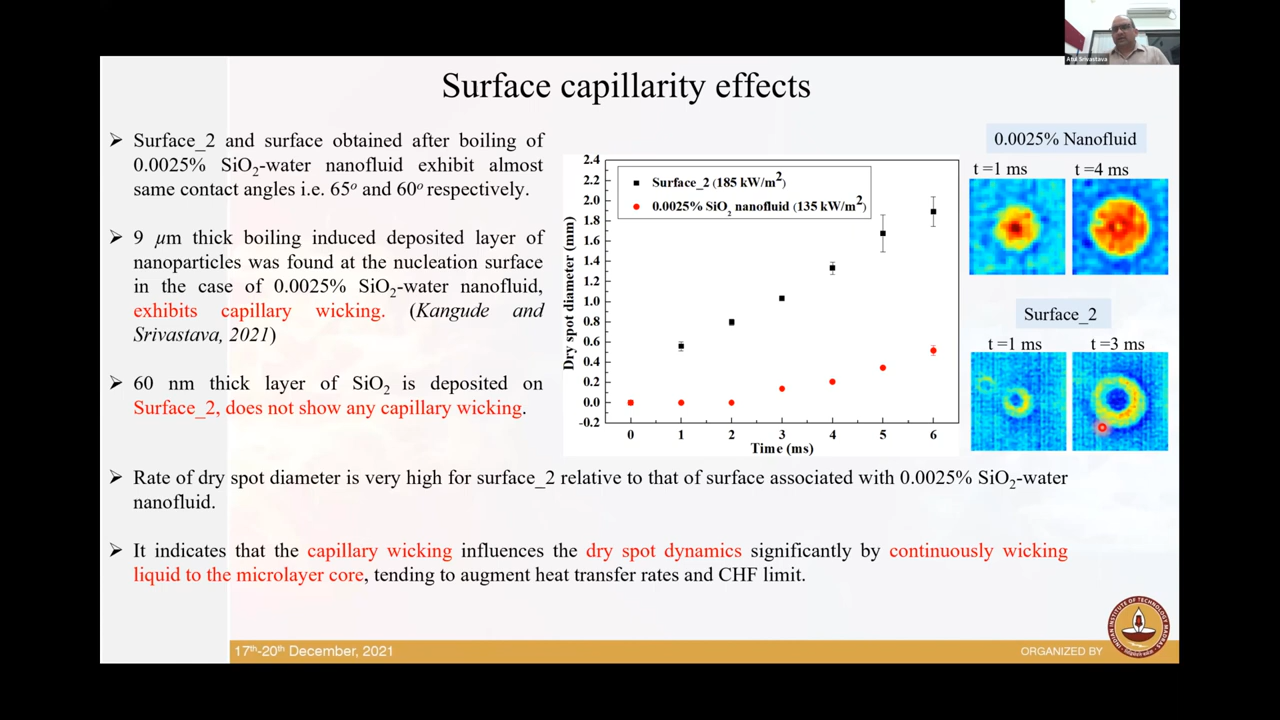 Atul Srivastava
Surface capillarity effects
➢ Surface_2 and surface obtained after boiling of
0.0025% SiO₂-water nanofluid exhibit almost
same contact angles i.e. 65° and 60° respectively.
➢ 9 μm thick boiling induced deposited layer of
nanoparticles was found at the nucleation surface
in the case of 0.0025% SiO₂-water nanofluid,
exhibits capillary wicking. (Kangude and
Srivastava, 2021)
➢ 60 nm thick layer of SiO₂ is deposited on
Surface_2, does not show any capillary wicking.
Dry spot diameter (mm)
2.4
2.2
2.0
1.8
1.6
1.4
1.2
1.0
0.8
0.6
0.4
0.2
0.0
-0.2
Surface_2 (185 kW/m²)
0.0025% SiO₂ nanofluid (135 kW/m²)
0 1 2 3 4 5 6
Time (ms)
0.0025% Nanofluid
t =1 ms t =4 ms
Surface_2
t =1 ms t =3 ms
➢ Rate of dry spot diameter is very high for surface_2 relative to that of surface associated with 0.0025% SiO₂-water
nanofluid.
➢ It indicates that the capillary wicking influences the dry spot dynamics significantly by continuously wicking
liquid to the microlayer core, tending to augment heat transfer rates and CHF limit.
17th-20th December, 2021
ORGANIZED BY
INDIAN INSTITUTE OF TECHNOLOGY MADRAS